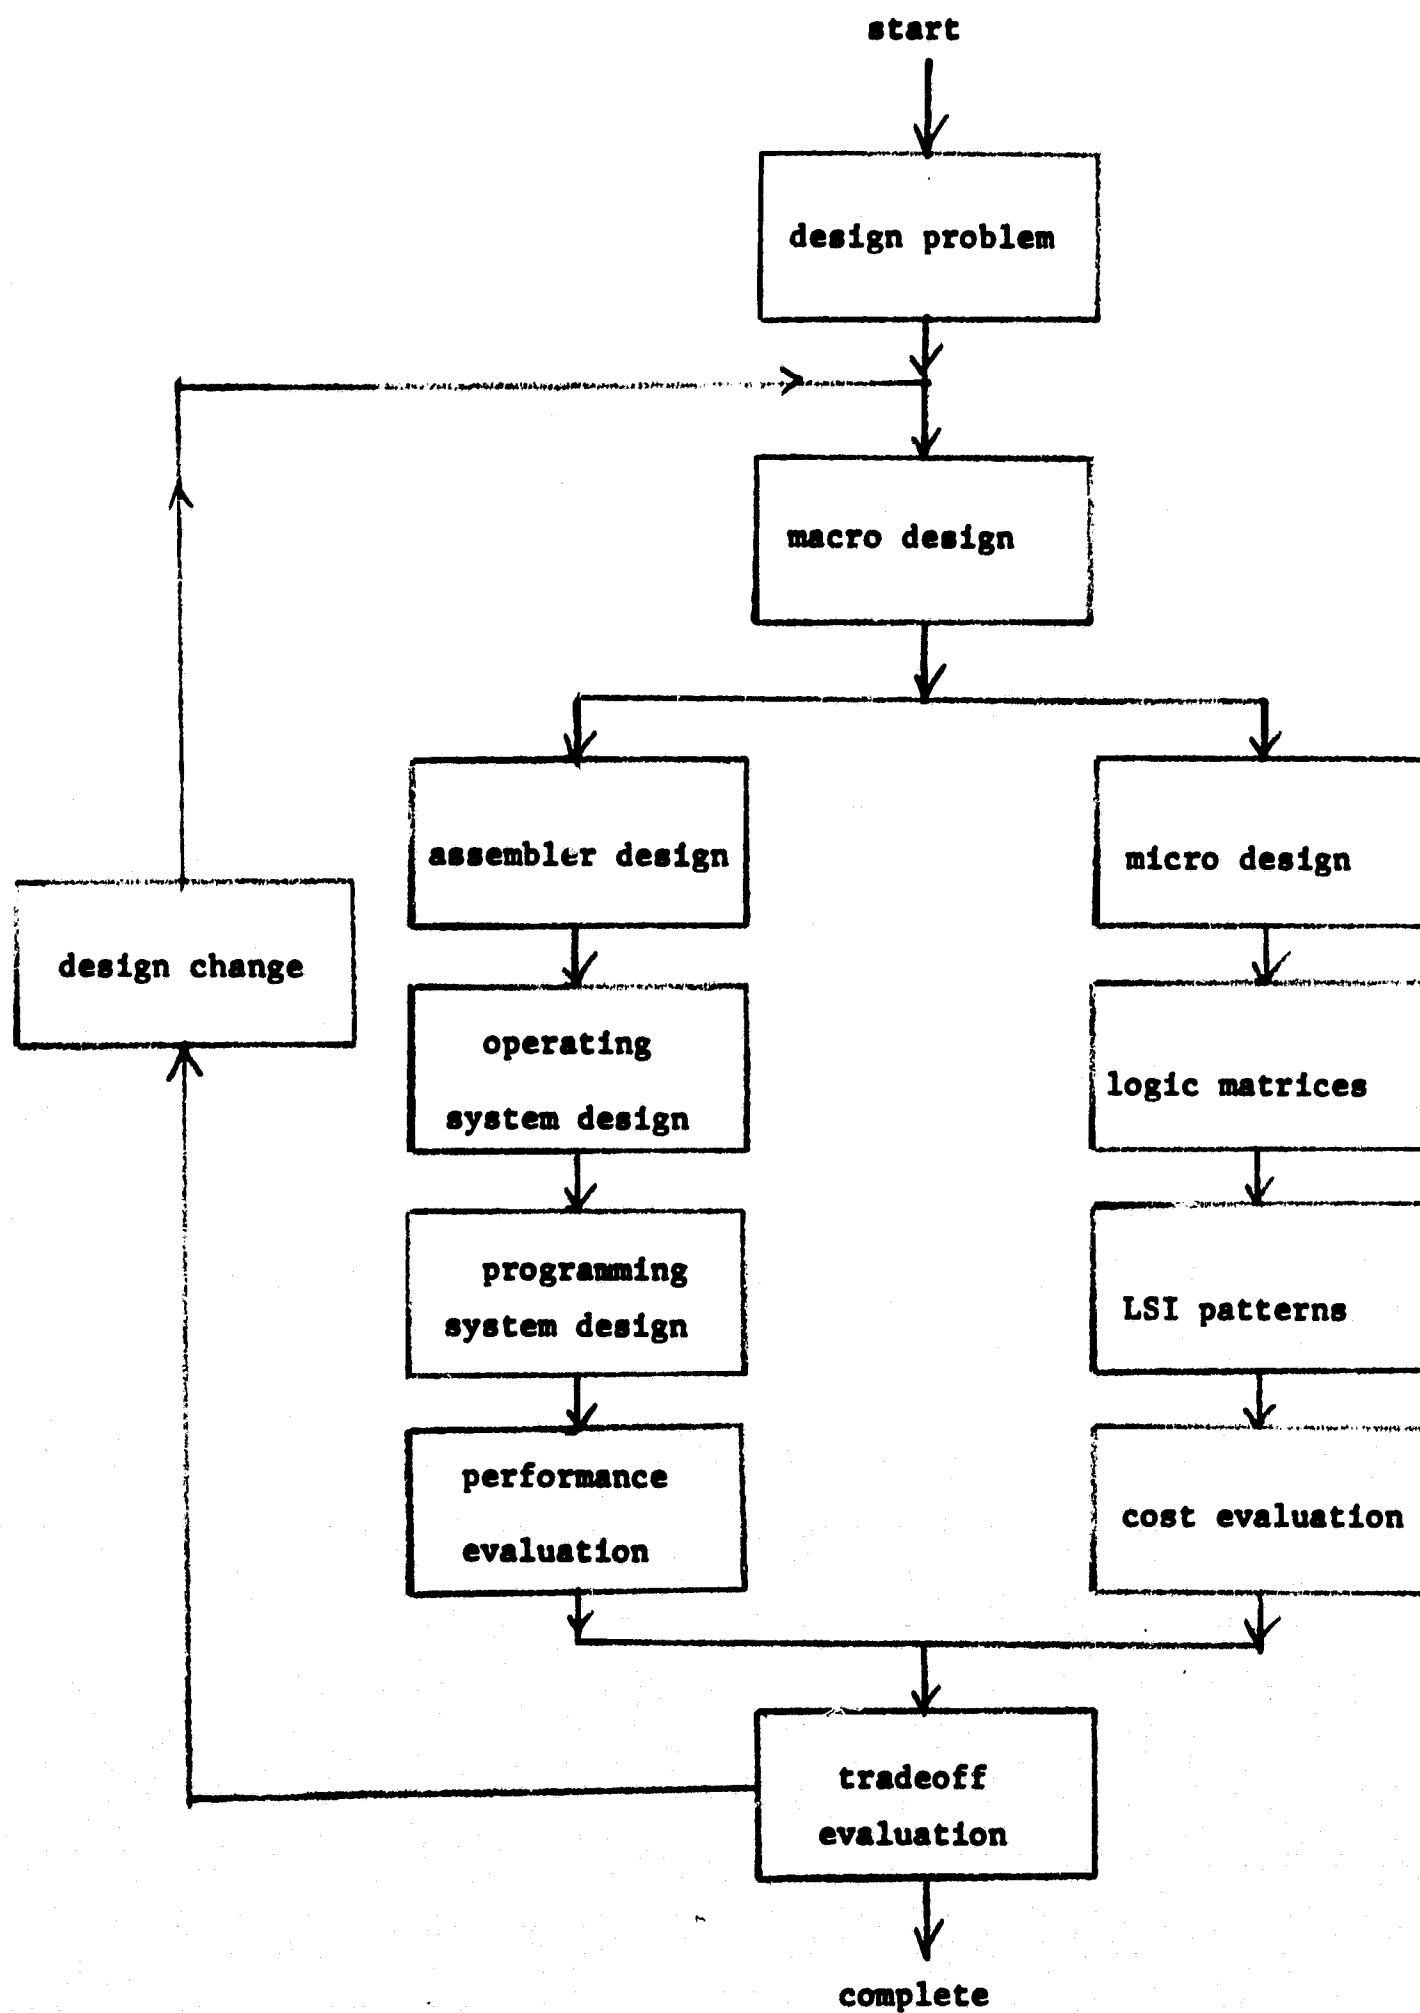 start
design problem
macro design
assembler design
micro design
design change
operating
system design
logic matrices
programming
system design
LSI patterns
performance
evaluation
cost evaluation
tradeoff
evaluation
complete